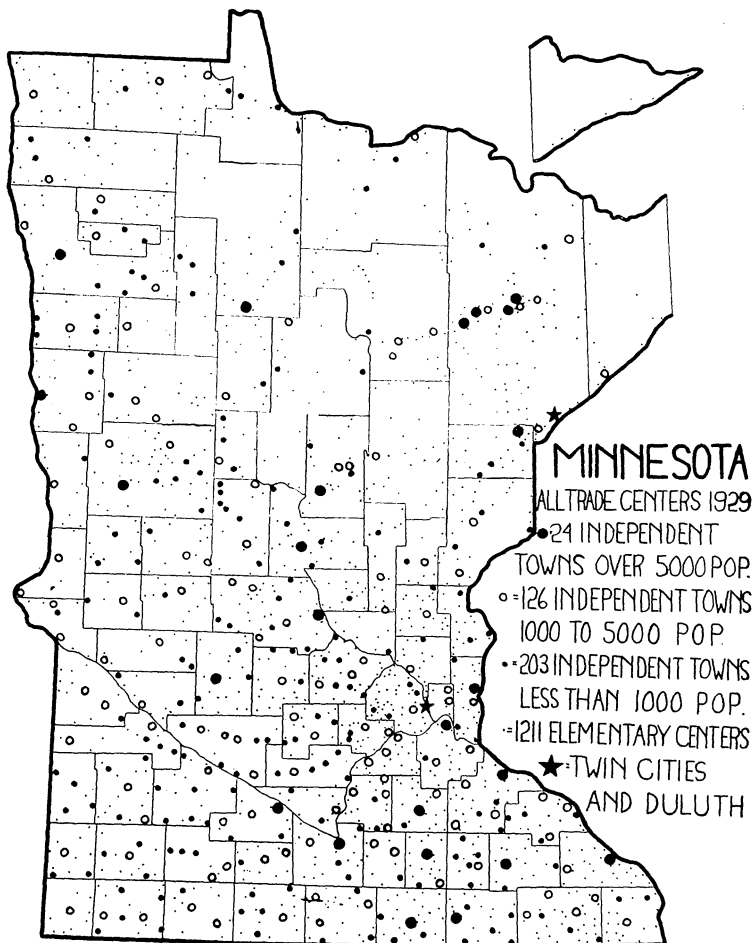 MINNESOTA
ALL TRADE CENTERS 1929
●-24 INDEPENDENT
TOWNS OVER 5000 POP.
o=126 INDEPENDENT TOWNS
1000 TO 5000 POP.
•=203 INDEPENDENT TOWNS
LESS THAN 1000 POP.
·=1211 ELEMENTARY CENTERS
★=TWIN CITIES
AND DULUTH